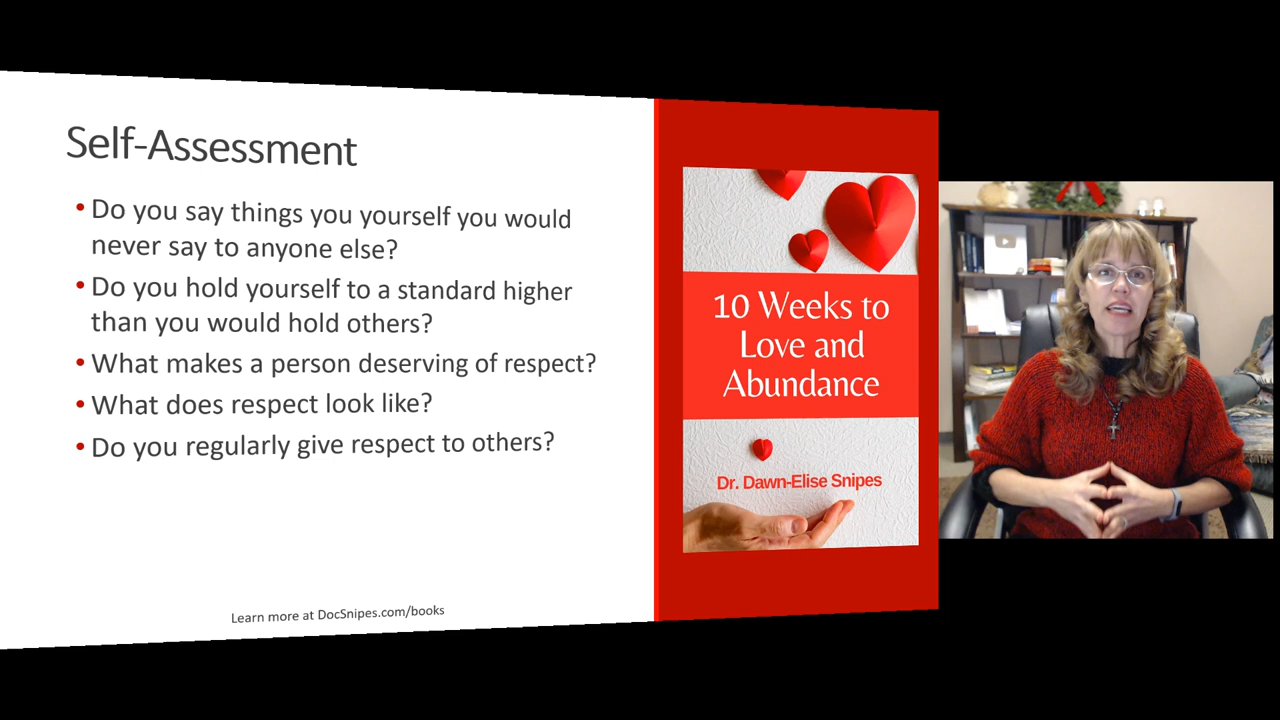 Self-Assessment
• Do you say things you yourself you would
never say to anyone else?
• Do you hold yourself to a standard higher
than you would hold others?
• What makes a person deserving of respect?
• What does respect look like?
• Do you regularly give respect to others?
Learn more at DocSnipes.com/books
10 Weeks to
Love and
Abundance
Dr. Dawn-Elise Snipes